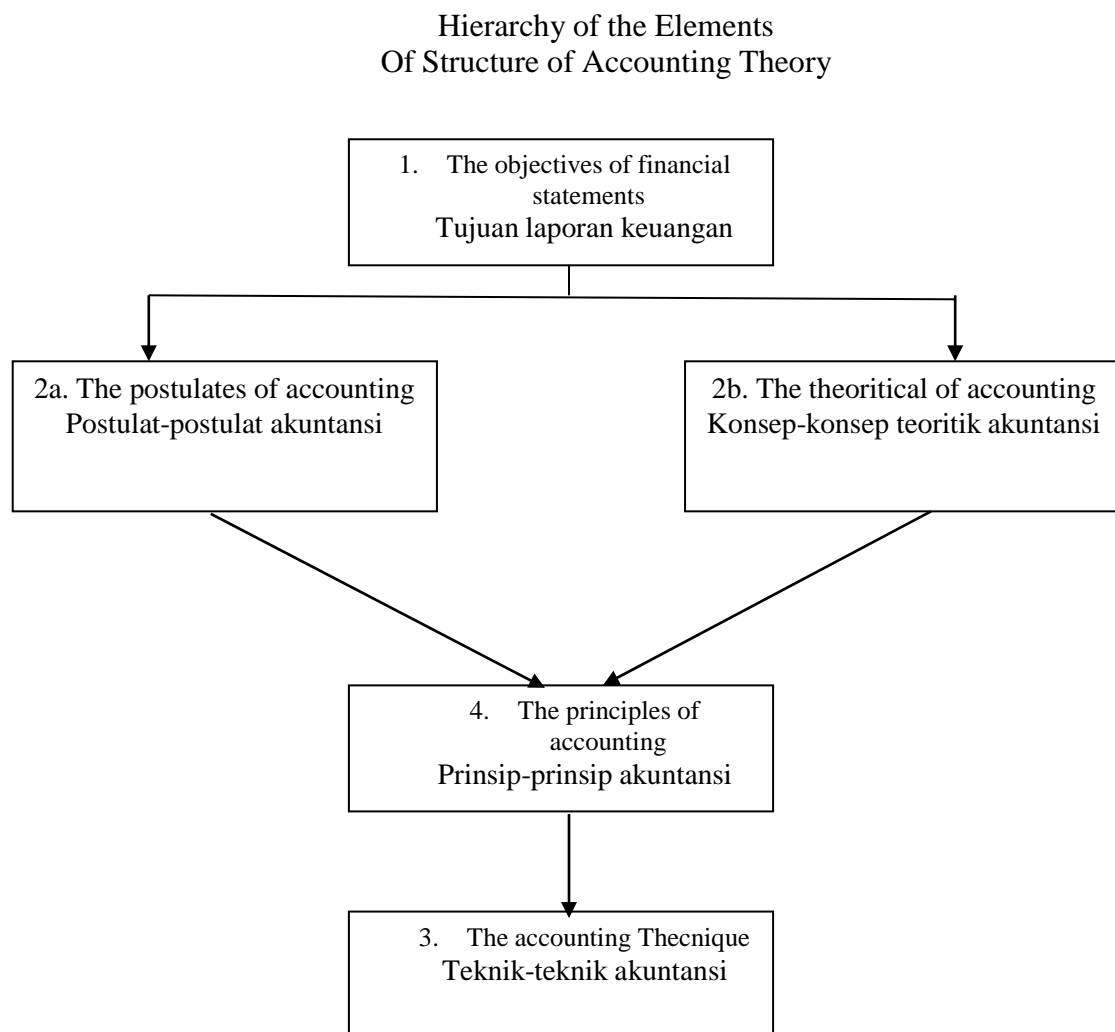 Hierarchy of the Elements
Of Structure of Accounting Theory
1. The objectives of financial
statements
Tujuan laporan keuangan
2a. The postulates of accounting
Postulat-postulat akuntansi
2b. The theoritical of accounting
Konsep-konsep teoritik akuntansi
4. The principles of
accounting
Prinsip-prinsip akuntansi
3. The accounting Thecnique
Teknik-teknik akuntansi